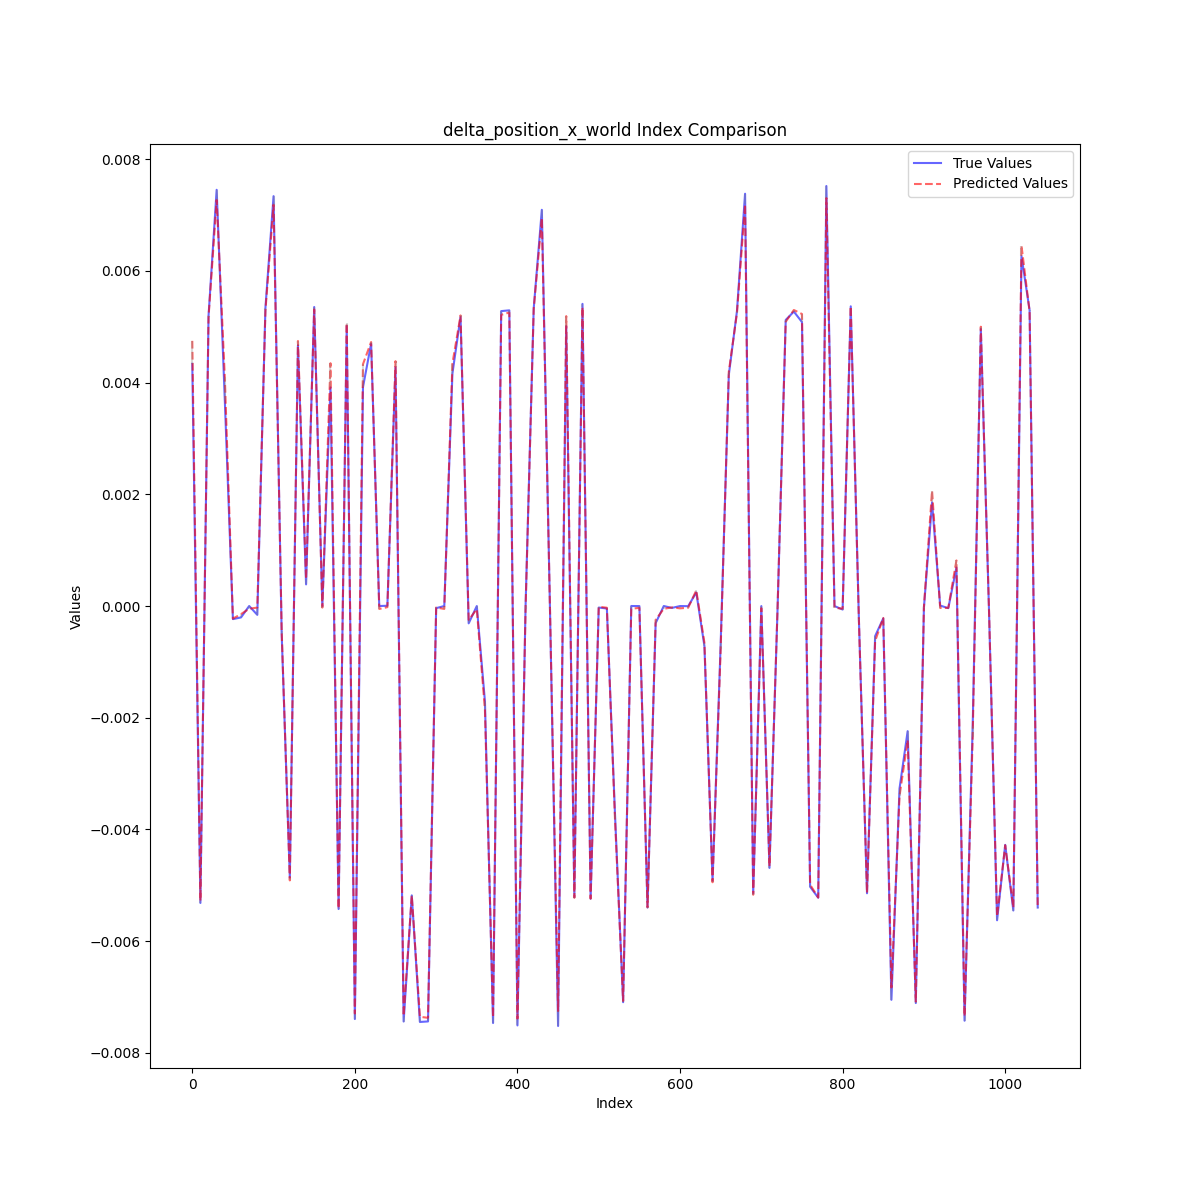 delta_position_x_world Index Comparison
True Values
Predicted Values
0.008
0.006
0.004
0.002
0.000
−0.002
−0.004
−0.006
−0.008
Values
0 200 400 600 800 1000
Index